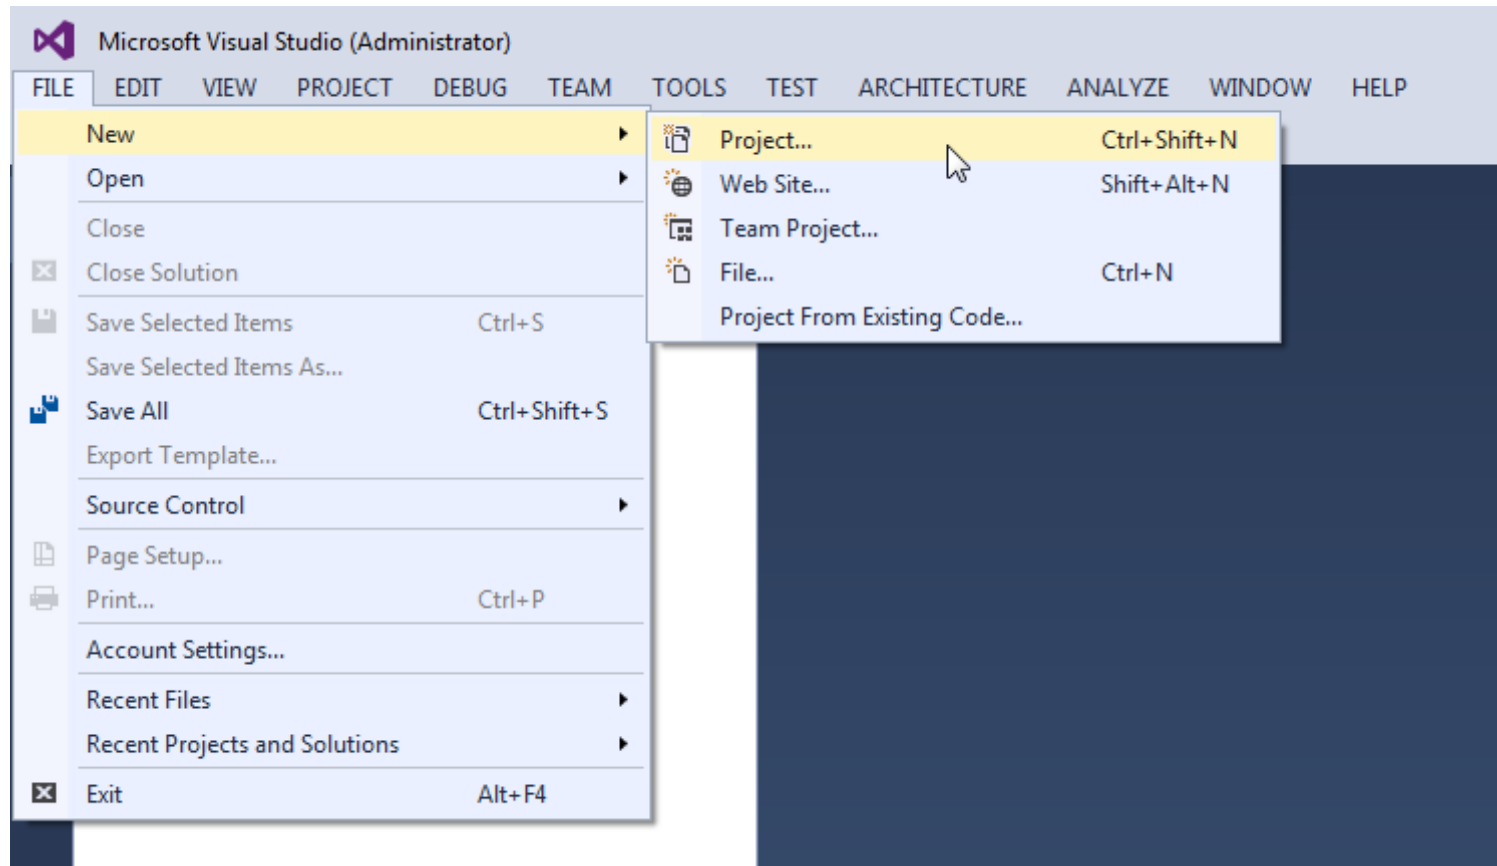 Microsoft Visual Studio (Administrator)
FILE EDIT VIEW PROJECT DEBUG TEAM TOOLS TEST ARCHITECTURE ANALYZE WINDOW HELP
New
Open
Close
Close Solution
Save Selected Items Ctrl+S
Save Selected Items As...
Save All Ctrl+Shift+S
Export Template...
Source Control
Page Setup...
Print... Ctrl+P
Account Settings...
Recent Files
Recent Projects and Solutions
Exit Alt+F4
Project... Ctrl+Shift+N
Web Site... Shift+Alt+N
Team Project...
File... Ctrl+N
Project From Existing Code...